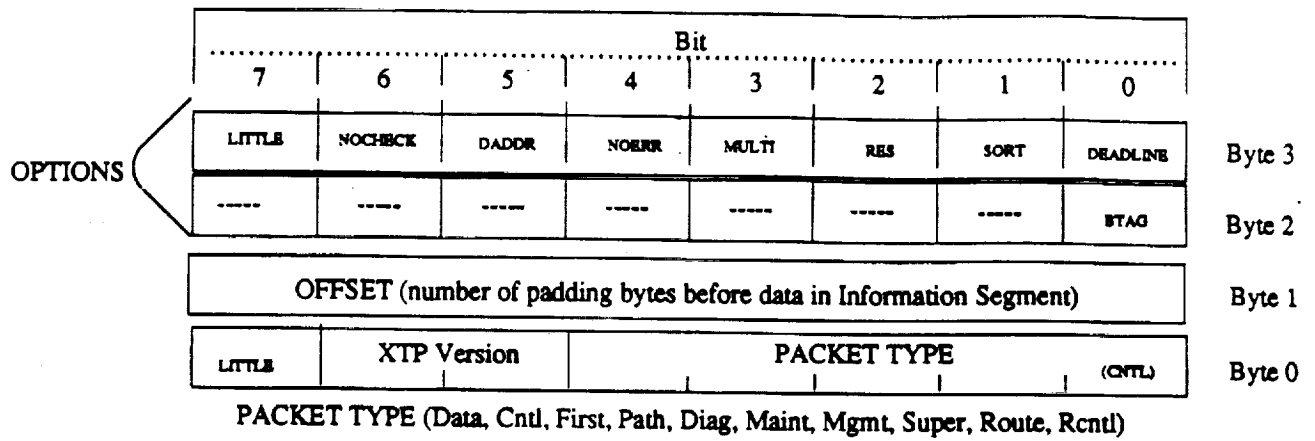 Bit
7 6 5 4 3 2 1 0
OPTIONS
LITTLE NOCHECK DADDR NOERR MULTI RES SORT DEADLINE Byte 3
----- ----- ----- ----- ----- ----- ----- BTAG Byte 2
OFFSET (number of padding bytes before data in Information Segment) Byte 1
LITTLE XTP Version PACKET TYPE (CNTL) Byte 0
PACKET TYPE (Data, Cntl, First, Path, Diag, Maint, Mgmt, Super, Route, Rcntl)